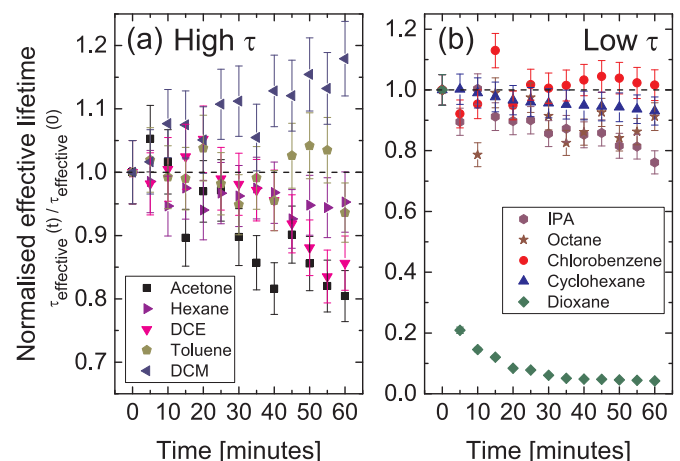 Normalised effective lifetime
τeffective (t) / τeffective (0)
(a) High τ
1.2
1.1
1.0
0.9
0.8
0.7
Acetone
Hexane
DCE
Toluene
DCM
0 10 20 30 40 50 60
Time [minutes]
(b) Low τ
1.2
1.0
0.8
0.6
0.4
0.2
0.0
IPA
Octane
Chlorobenzene
Cyclohexane
Dioxane
0 10 20 30 40 50 60
Time [minutes]